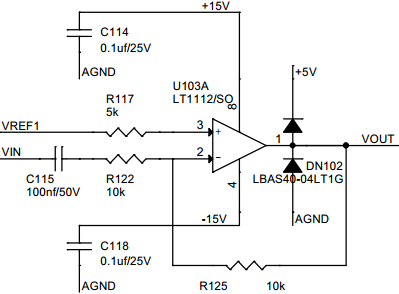 +15V
C114
0.1uf/25V
AGND
U103A
LT1112/SO
+5V
R117
5k
8
VREF1
3
+
1
VOUT
VIN
2
-
C115
100nf/50V
R122
10k
4
DN102
LBAS40-04LT1G
-15V
AGND
C118
0.1uf/25V
AGND
R125
10k